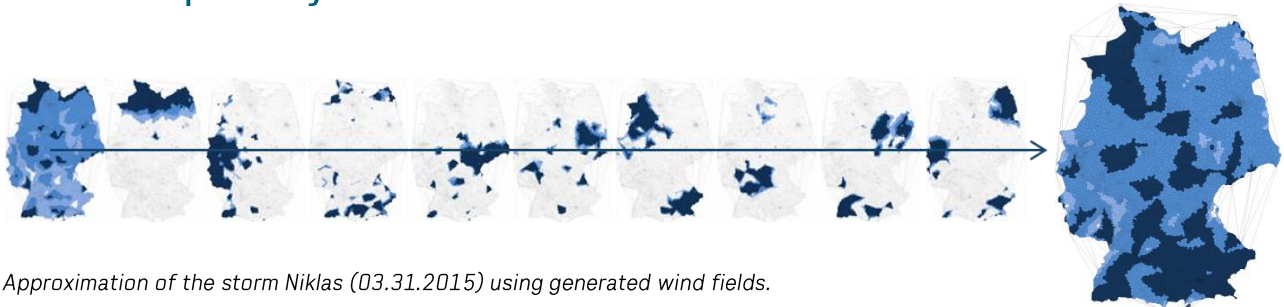 Approximation of the storm Niklas (03.31.2015) using generated wind fields.